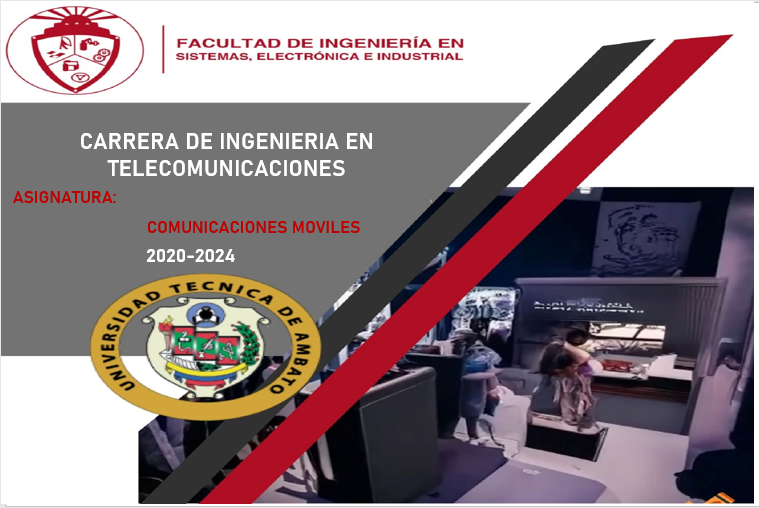 FACULTAD DE INGENIERÍA EN
SISTEMAS, ELECTRÓNICA E INDUSTRIAL
CARRERA DE INGENIERIA EN
TELECOMUNICACIONES
ASIGNATURA:
COMUNICACIONES MOVILES
2020-2024
UNIVERSIDAD TECNICA DE AMBATO